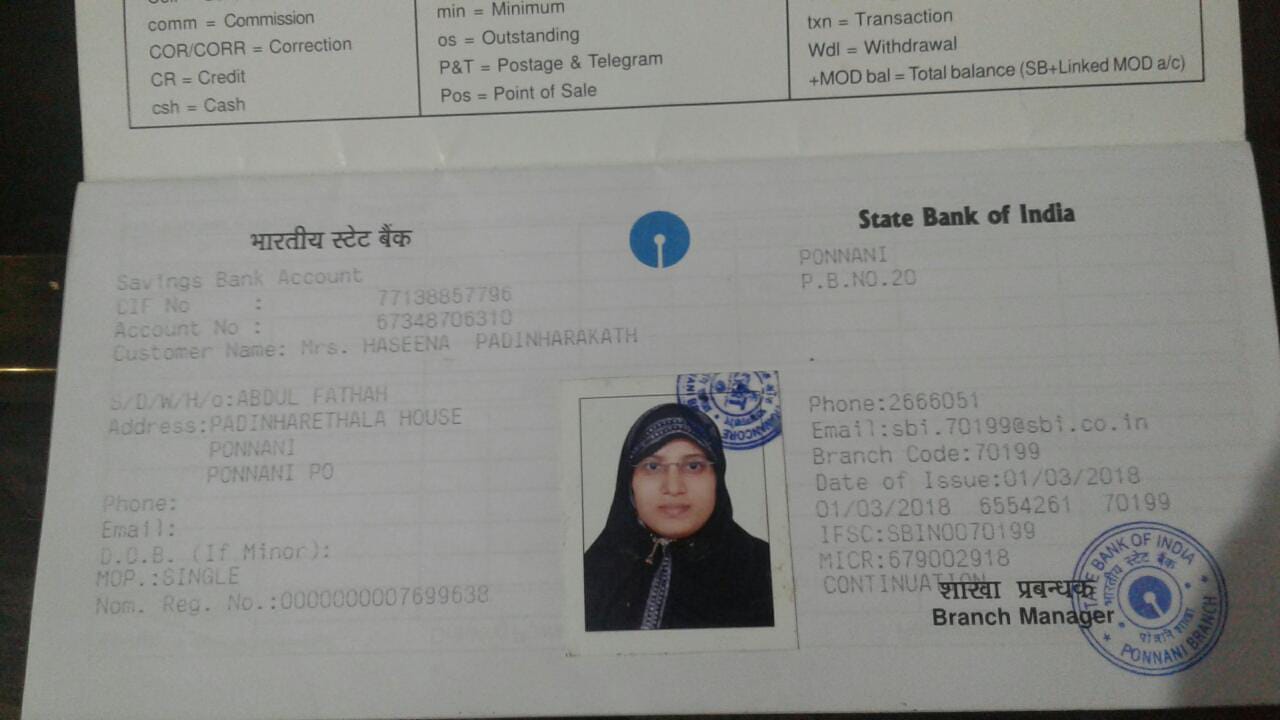 comm = Commission
COR/CORR = Correction
CR = Credit
csh = Cash
min = Minimum
os = Outstanding
P&T = Postage & Telegram
Pos = Point of Sale
txn = Transaction
Wdl = Withdrawal
+MOD bal = Total balance (SB+Linked MOD a/c)
भारतीय स्टेट बैंक
State Bank of India
Savings Bank Account
CIF No : 77138857796
Account No : 67348706310
Customer Name: Mrs. HASEENA PADINHARAKATH
S/D/W/H/o:ABDUL FATHAH
Address:PADINHARETHALA HOUSE
PONNANI
PONNANI PO
Phone:
Email:
D.O.B. (If Minor):
MOP.:SINGLE
Nom. Reg. No.:0000000007699638
PONNANI
P.B.NO.20
Phone:2666051
Email:sbi.70199@sbi.co.in
Branch Code:70199
Date of Issue:01/03/2018
01/03/2018 6554261 70199
IFSC:SBIN0070199
MICR:679002918
CONTINUATION
शाखा प्रबन्धक
Branch Manager
STATE BANK OF INDIA
भारतीय स्टेट बैंक
PONNANI BRANCH